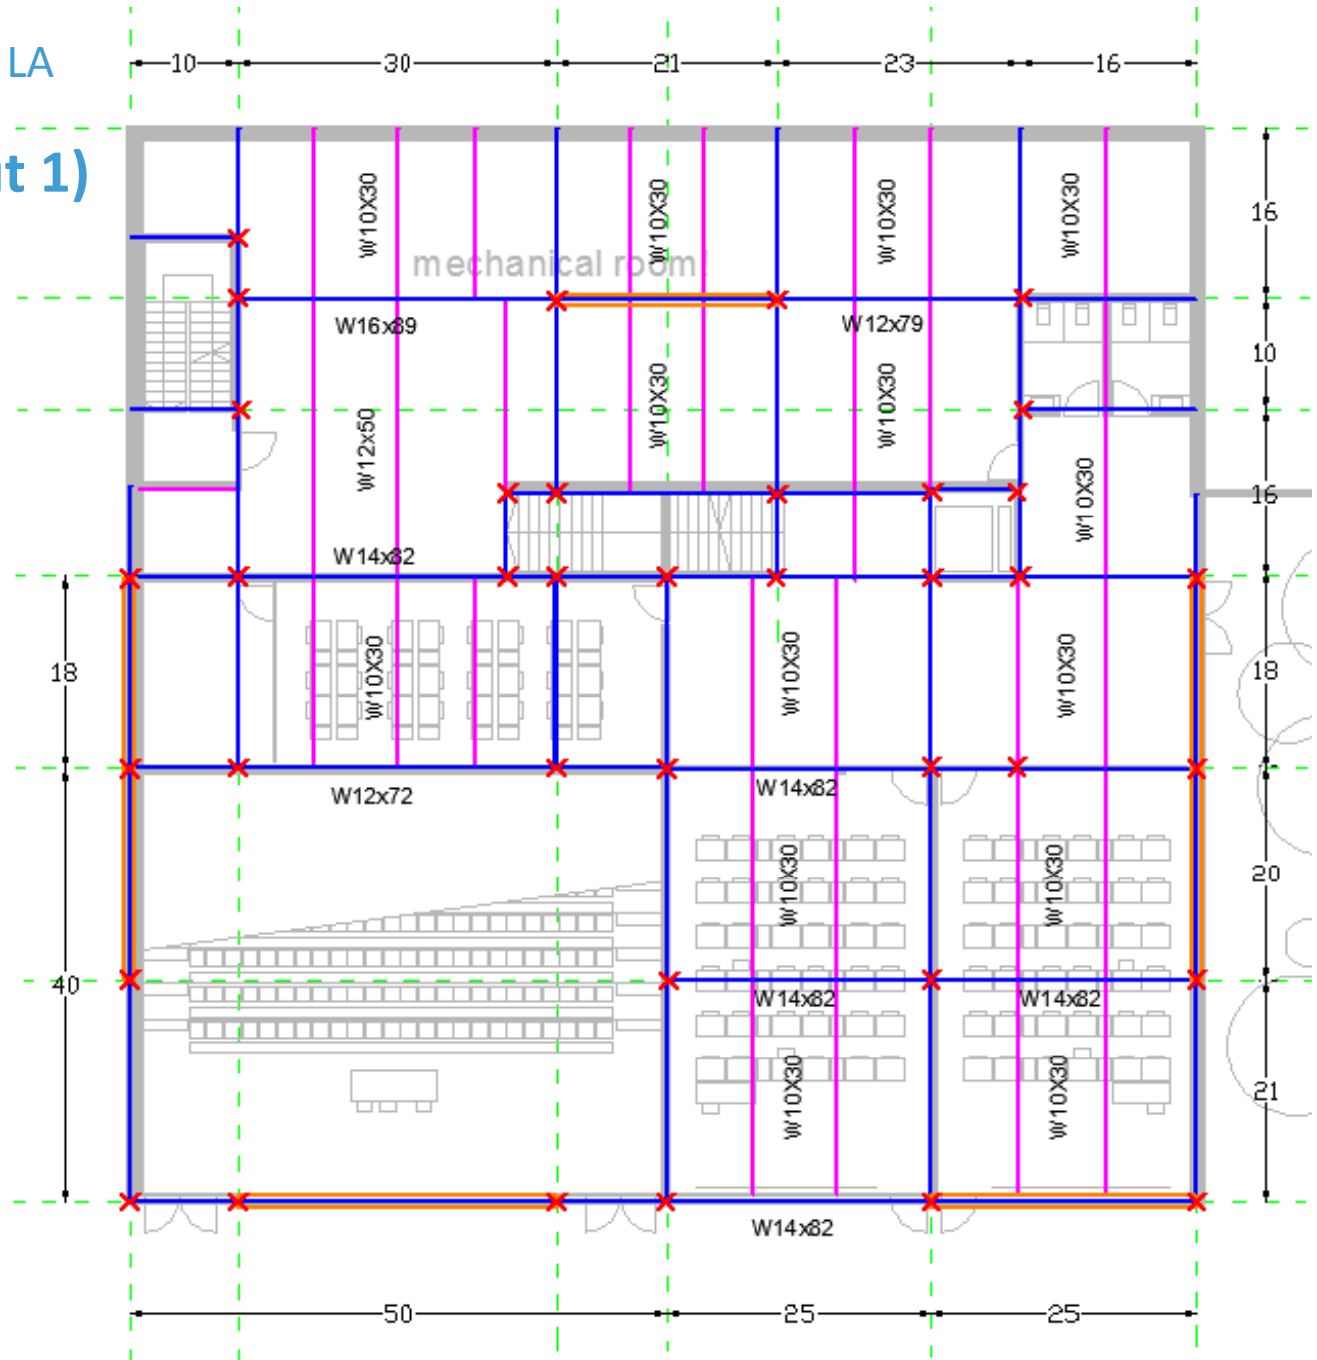 LA
10 30 21 23 16
t 1)
W10X30 W10X30 W10X30 W10X30
16
mechanical room!
W16x89 W12x79
10
W10X30 W10X30
W12x50
W10X30
16
W14x82
18 W10X30 W10X30 W10X30 18
W14x82
W12x72
W10X30 W10X30 20
40
W14x82 W14x82
W10X30 W10X30 21
W14x82
50 25 25